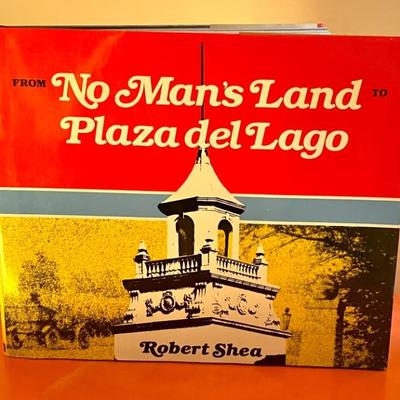 FROM No Man's Land TO
Plaza del Lago
Robert Shea